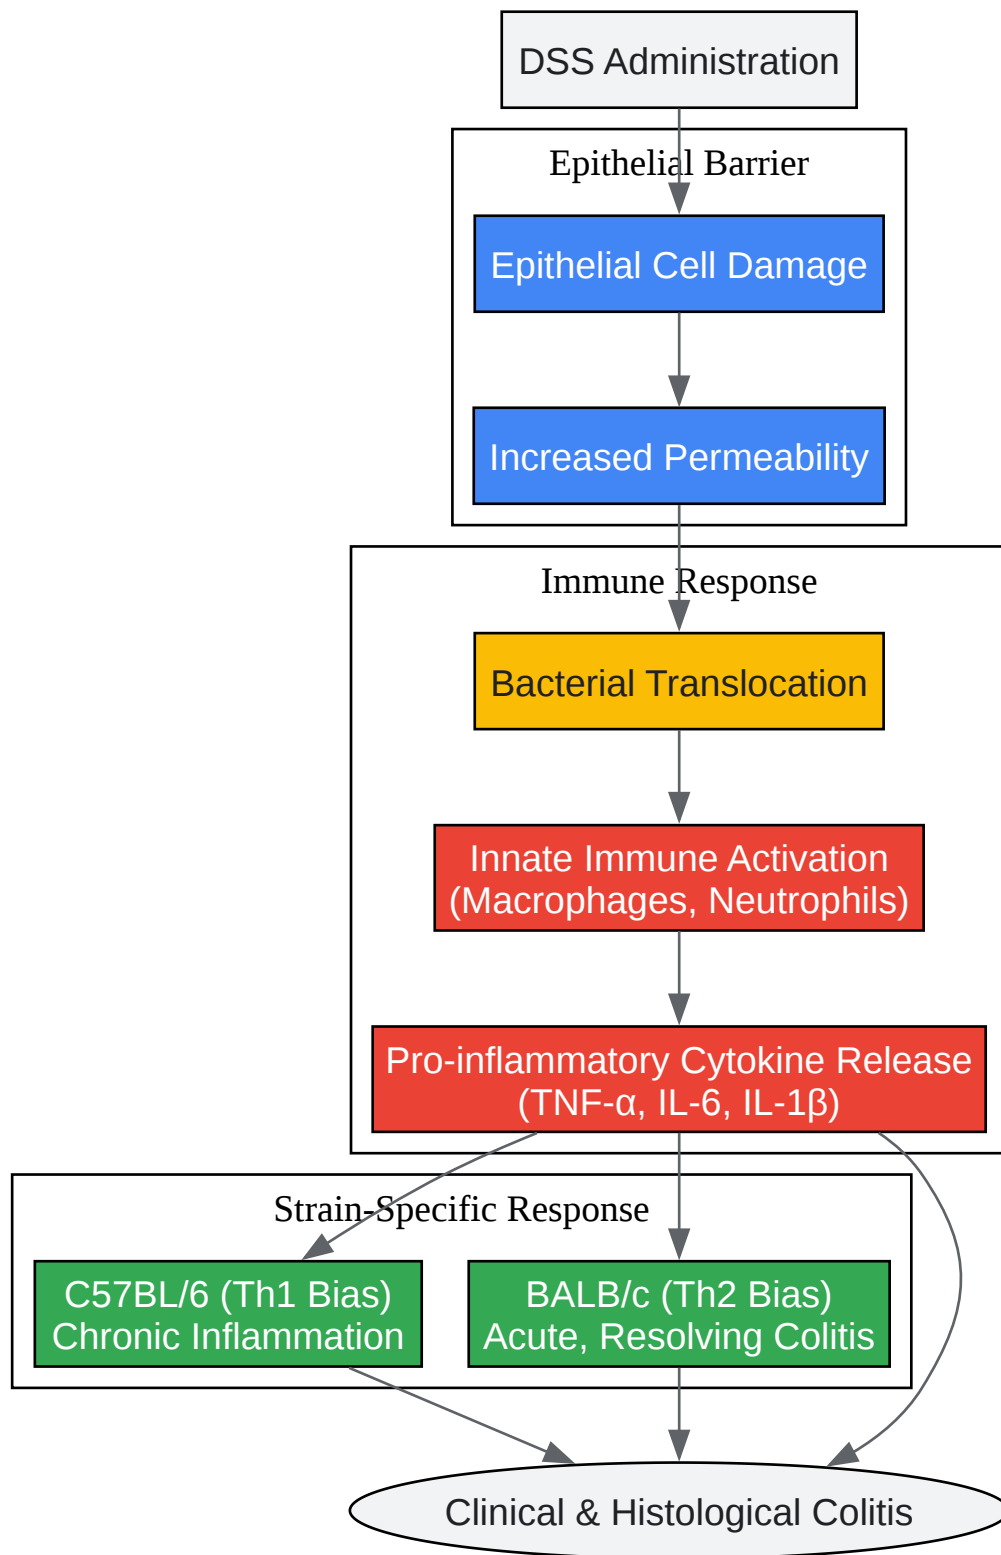 DSS Administration
Epithelial Barrier
Epithelial Cell Damage
Increased Permeability
Immune Response
Bacterial Translocation
Innate Immune Activation
(Macrophages, Neutrophils)
Pro-inflammatory Cytokine Release
(TNF-α, IL-6, IL-1β)
Strain-Specific Response
C57BL/6 (Th1 Bias)
Chronic Inflammation
BALB/c (Th2 Bias)
Acute, Resolving Colitis
Clinical & Histological Colitis